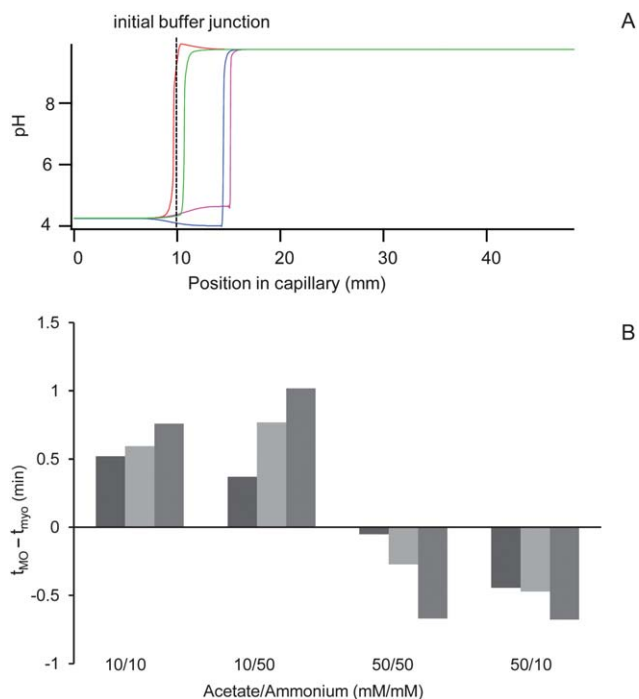 initial buffer junction
A
8
6
4
pH
0 10 20 30 40
Position in capillary (mm)
B
1.5
1
0.5
0
-0.5
-1
tMO – tmyo (min)
10/10 10/50 50/50 50/10
Acetate/Ammonium (mM/mM)